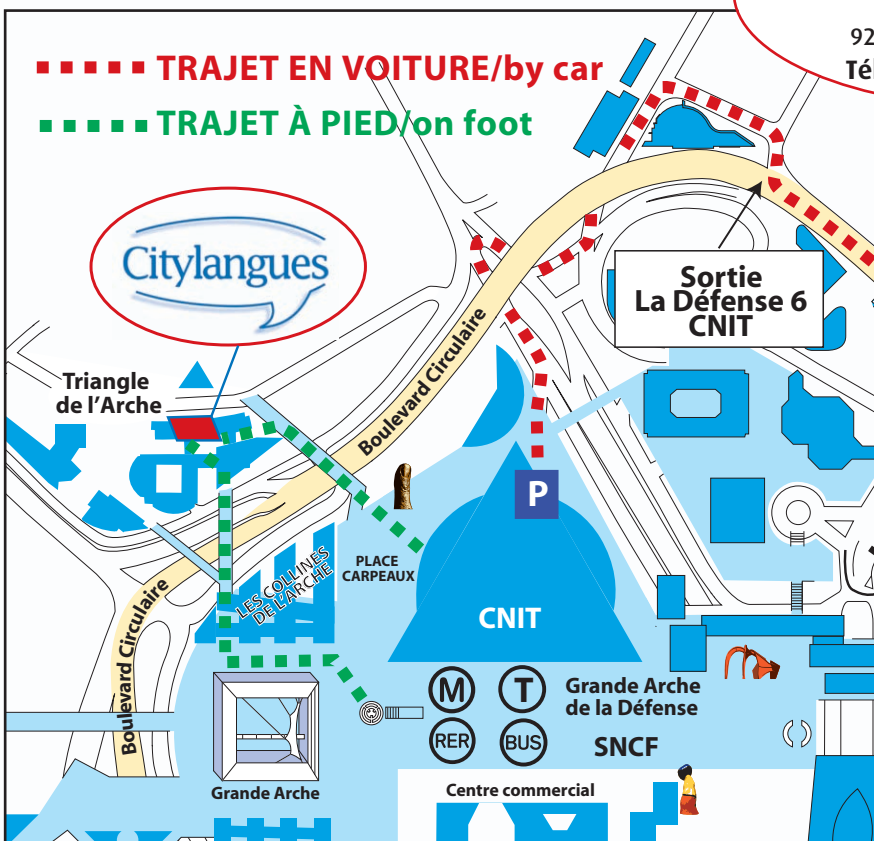 92
Tél
TRAJET EN VOITURE/by car
TRAJET À PIED/on foot
Citylangues
Sortie
La Défense 6
CNIT
Triangle
de l'Arche
Boulevard Circulaire
P
PLACE
CARPEAUX
LES COLLINES
DE L'ARCHE
CNIT
Boulevard Circulaire
M
T
Grande Arche
de la Défense
RER
BUS
SNCF
Grande Arche
Centre commercial